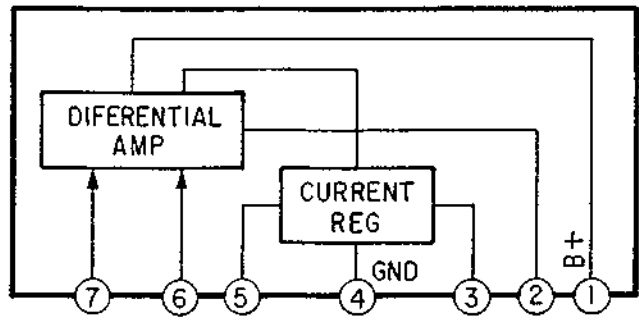 DIFERENTIAL
AMP
CURRENT
REG
GND
B+
7 6 5 4 3 2 1